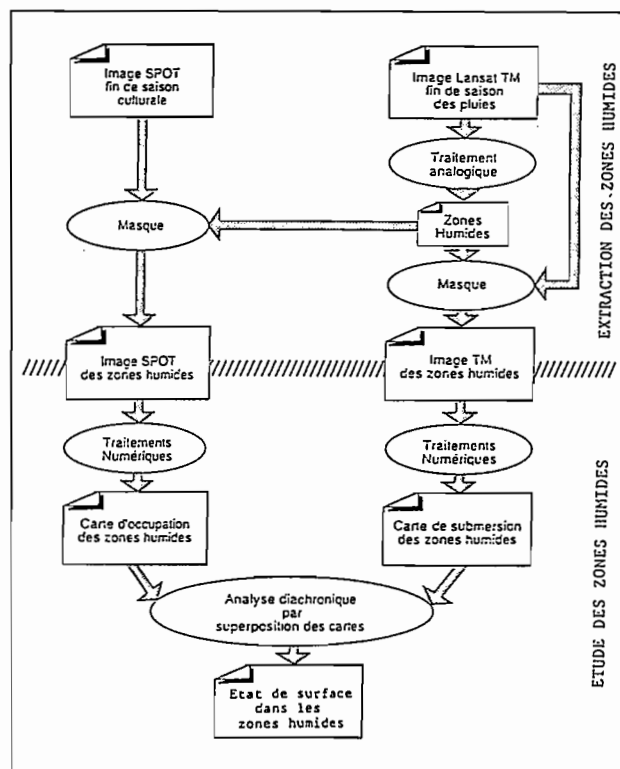 Image SPOT
fin de saison
culturale
Image Lansat TM
fin de saison
des pluies
Traitement
analogique
Masque
Zones
Humides
Masque
EXTRACTION DES ZONES HUMIDES
Image SPOT
des zones humides
Image TM
des zones humides
Traitements
Numériques
Traitements
Numériques
Carte d'occupation
des zones humides
Carte de submersion
des zones humides
Analyse diachronique
par
superposition des cartes
Etat de surface
dans les
zones humides
ETUDE DES ZONES HUMIDES